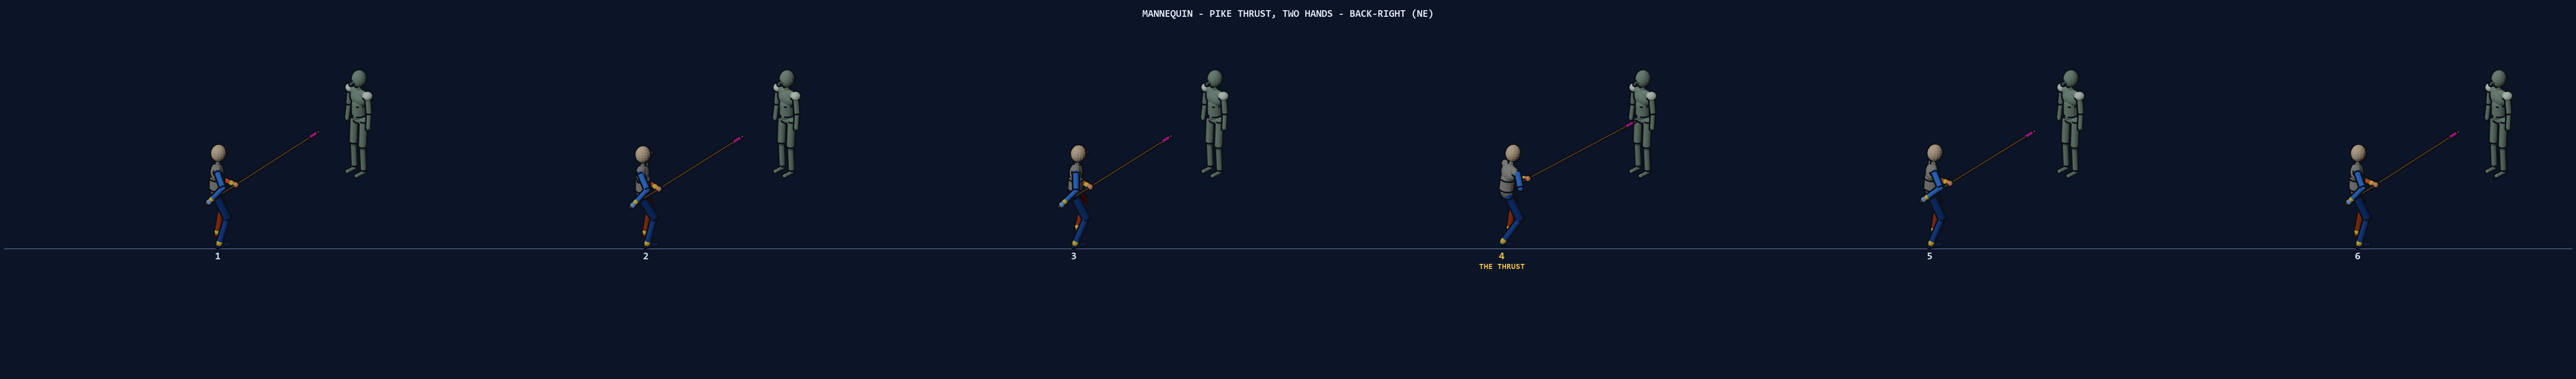 MANNEQUIN - PIKE THRUST, TWO HANDS - BACK-RIGHT (NE)
1 2 3 4 5 6
THE THRUST